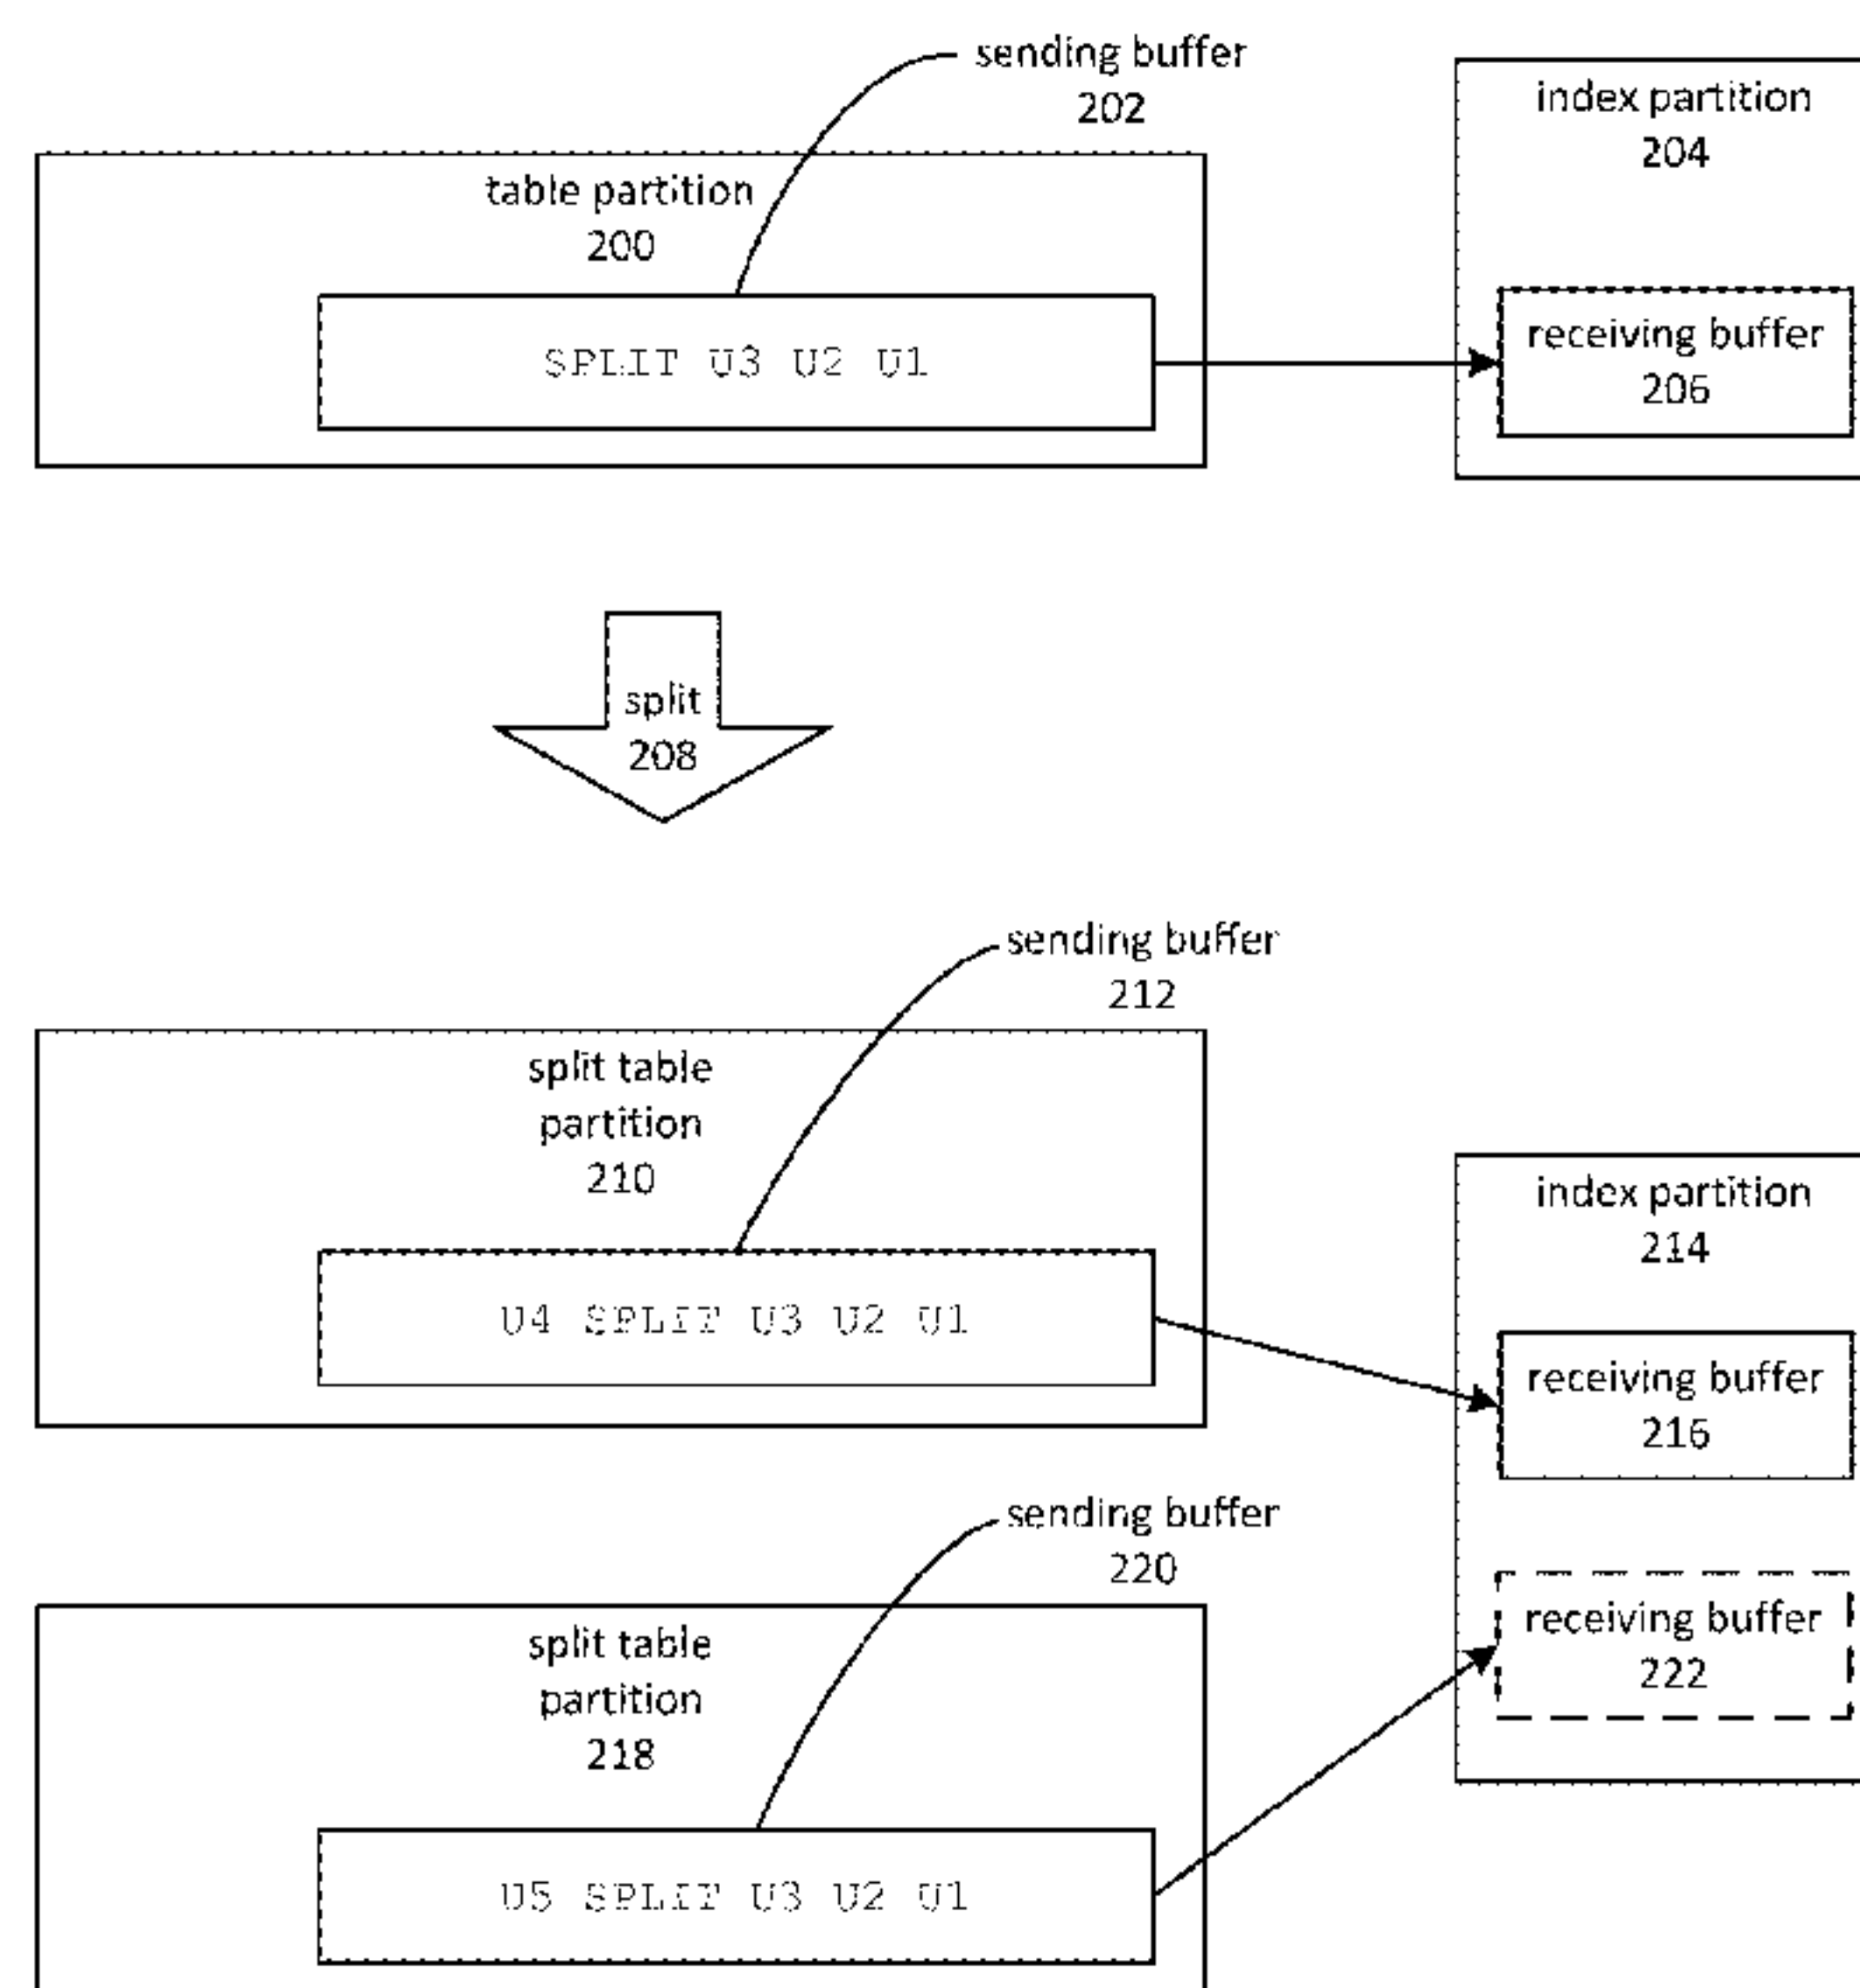 sending buffer
202
index partition
204
table partition
200
receiving buffer
206
SPLIT U3 U2 U1
split
208
sending buffer
212
split table
partition
210
index partition
214
U4 SPLIT U3 U2 U1
receiving buffer
216
sending buffer
220
split table
partition
218
receiving buffer
222
U5 SPLIT U3 U2 U1